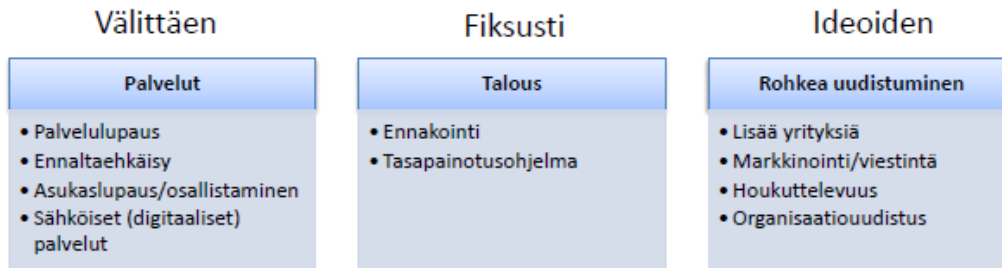 Välittäen
Palvelut
• Palvelulupaus
• Ennaltaehkäisy
• Asukaslupaus/osallistaminen
• Sähköiset (digitaaliset)
palvelut
Fiksusti
Talous
• Ennakointi
• Tasapainotusohjelma
Ideoiden
Rohkea uudistuminen
• Lisää yrityksiä
• Markkinointi/viestintä
• Houkuttelevuus
• Organisaatiouudistus